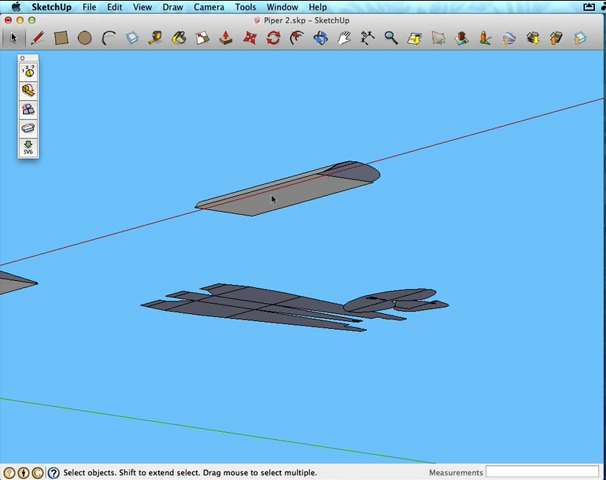 SketchUp File Edit View Draw Camera Tools Window Help
Piper 2.skp - SketchUp
SVG
Select objects. Shift to extend select. Drag mouse to select multiple. Measurements